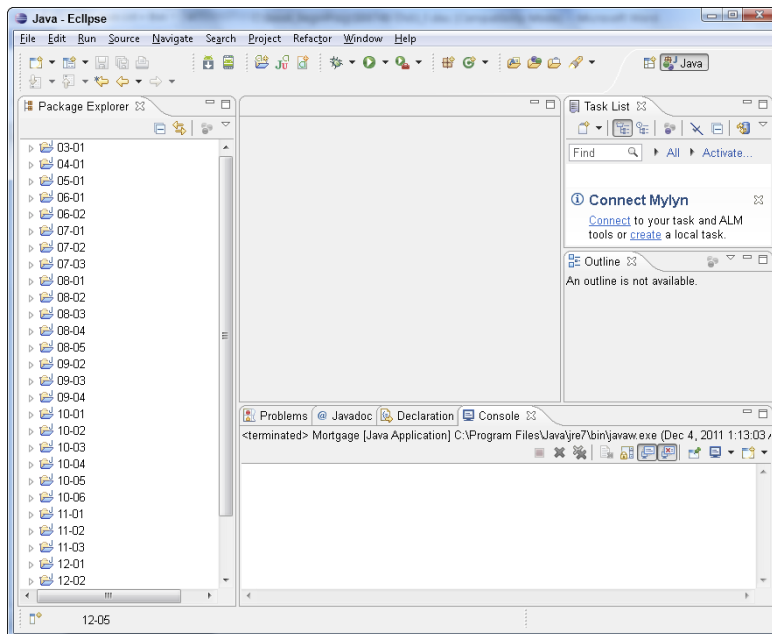 Java - Eclipse
File Edit Run Source Navigate Search Project Refactor Window Help
Java
Package Explorer
Task List
03-01
04-01
05-01
06-01
06-02
07-01
07-02
07-03
08-01
08-02
08-03
08-04
08-05
09-02
09-03
09-04
10-01
10-02
10-03
10-04
10-05
10-06
11-01
11-02
11-03
12-01
12-02
Find All Activate...
Connect Mylyn
Connect to your task and ALM
tools or create a local task.
Outline
An outline is not available.
Problems @ Javadoc Declaration Console
<terminated> Mortgage [Java Application] C:\Program Files\Java\jre7\bin\javaw.exe (Dec 4, 2011 1:13:03
12-05